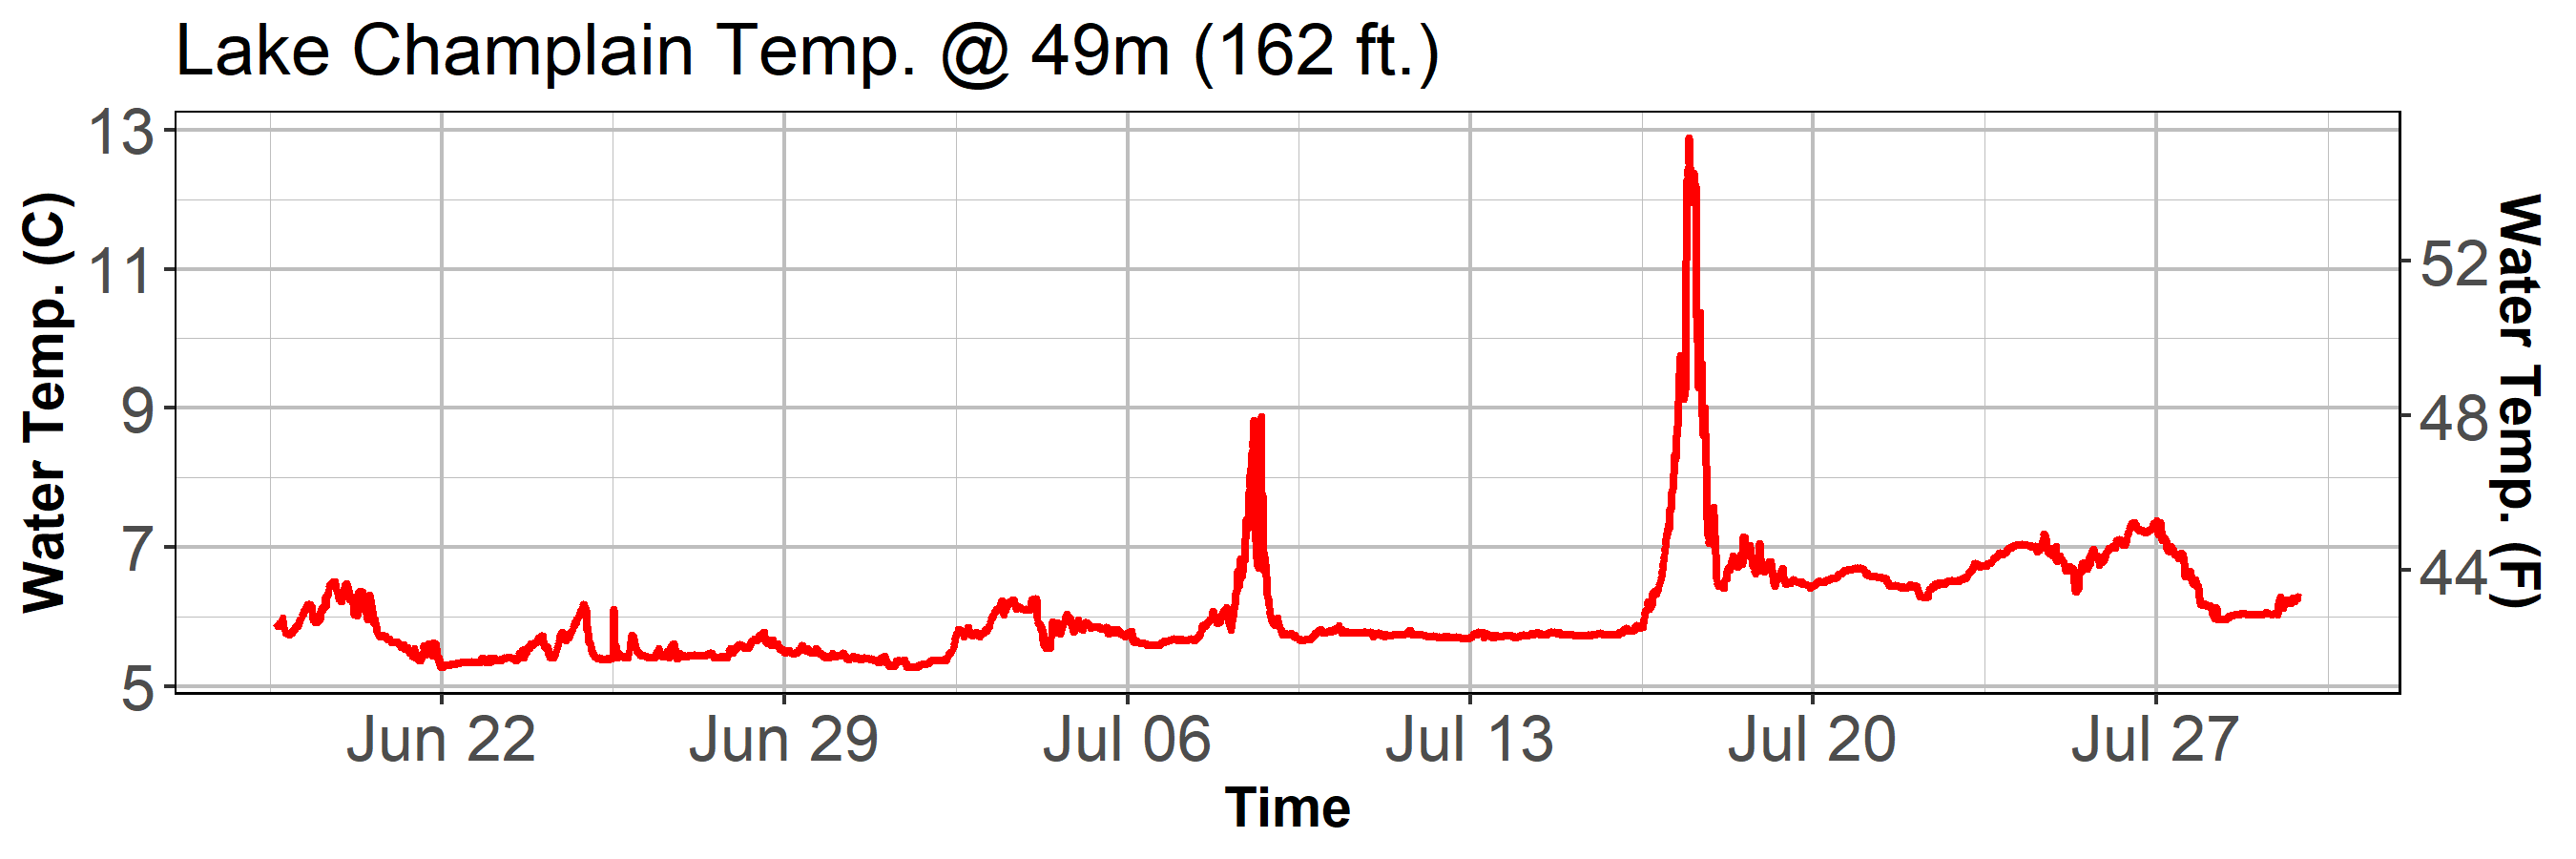 Lake Champlain Temp. @ 49m (162 ft.)
Water Temp. (C)
13
11
9
7
5
52
48
44
Water Temp. (F)
Jun 22 Jun 29 Jul 06 Jul 13 Jul 20 Jul 27
Time